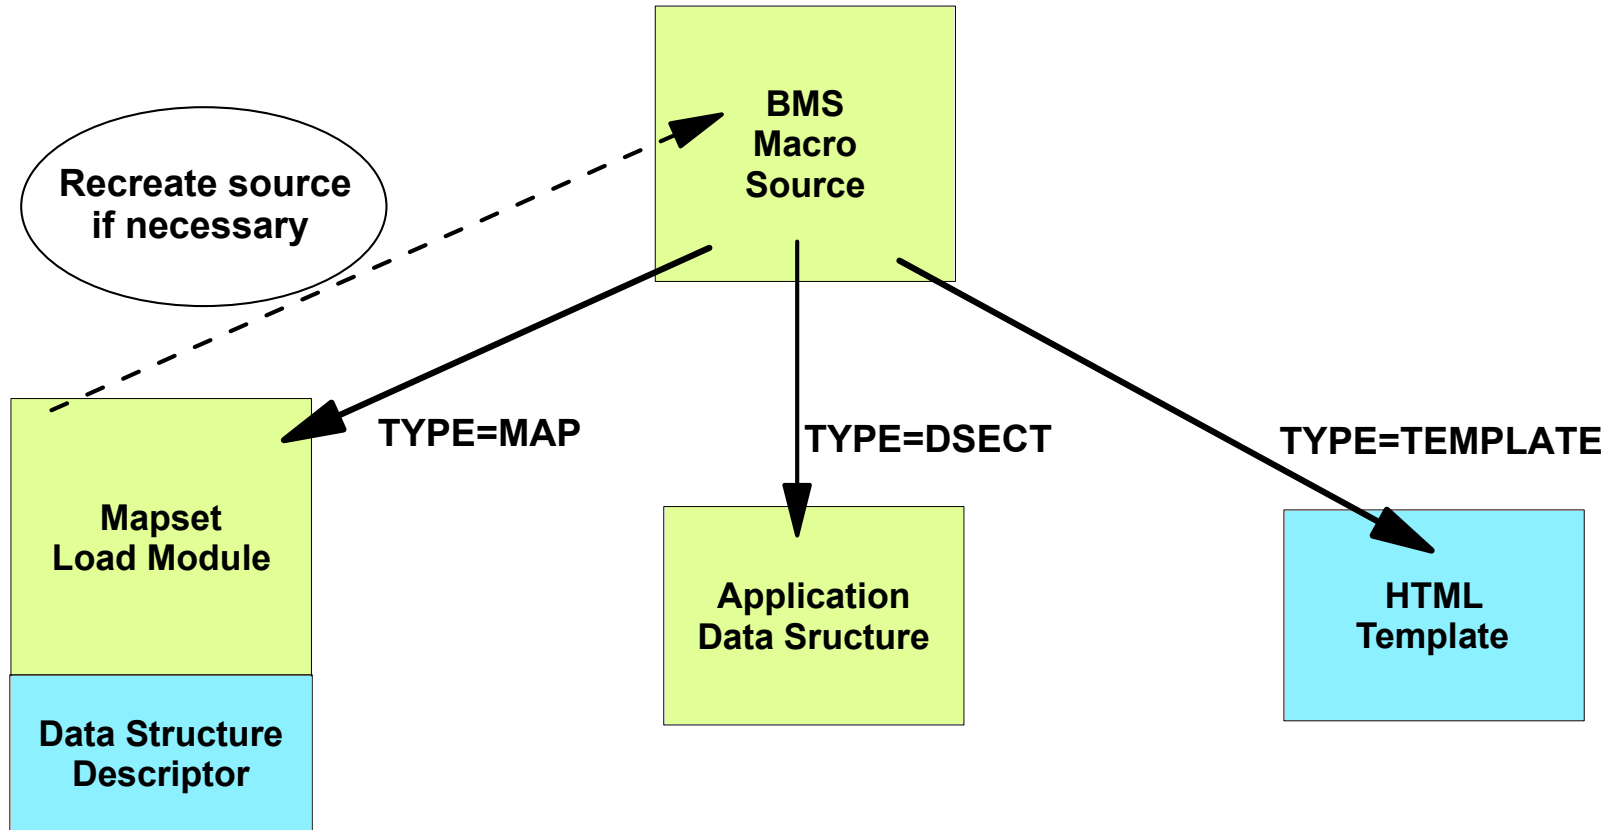 BMS
Macro
Source
Recreate source
if necessary
TYPE=MAP
TYPE=DSECT
TYPE=TEMPLATE
Mapset
Load Module
Application
Data Sructure
HTML
Template
Data Structure
Descriptor